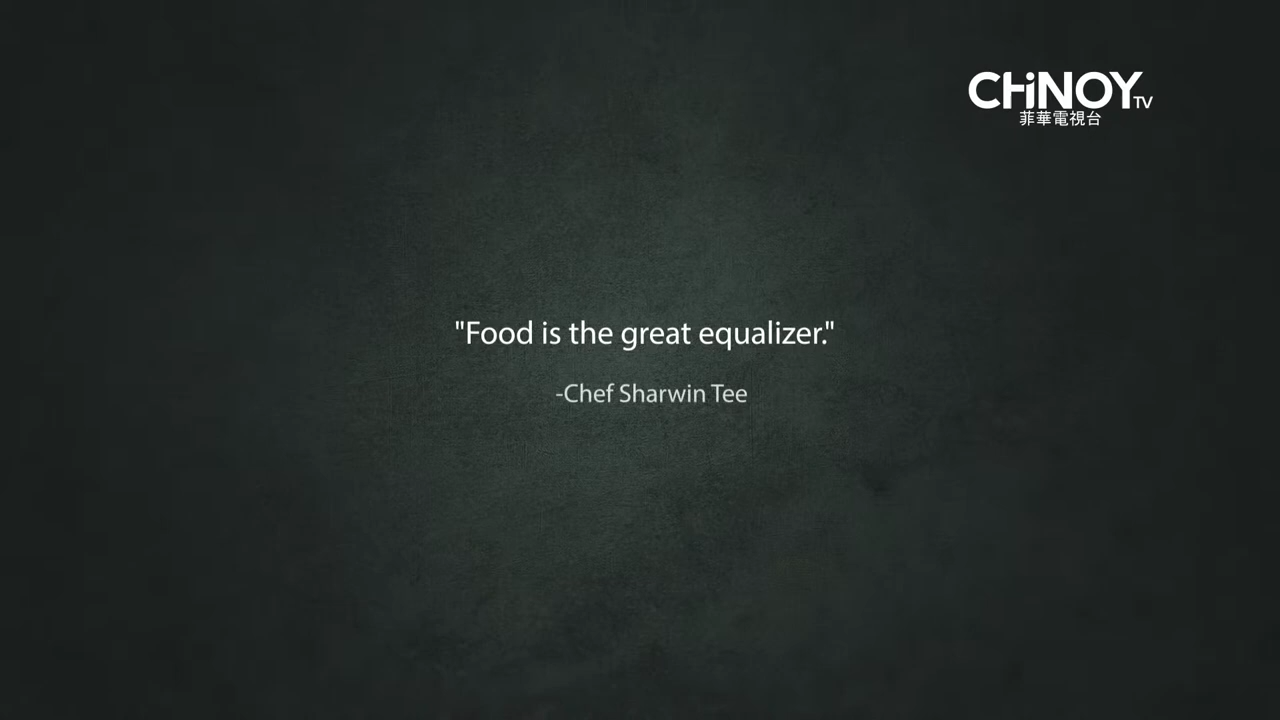 CHiNOY TV
菲華電視台
"Food is the great equalizer."
-Chef Sharwin Tee